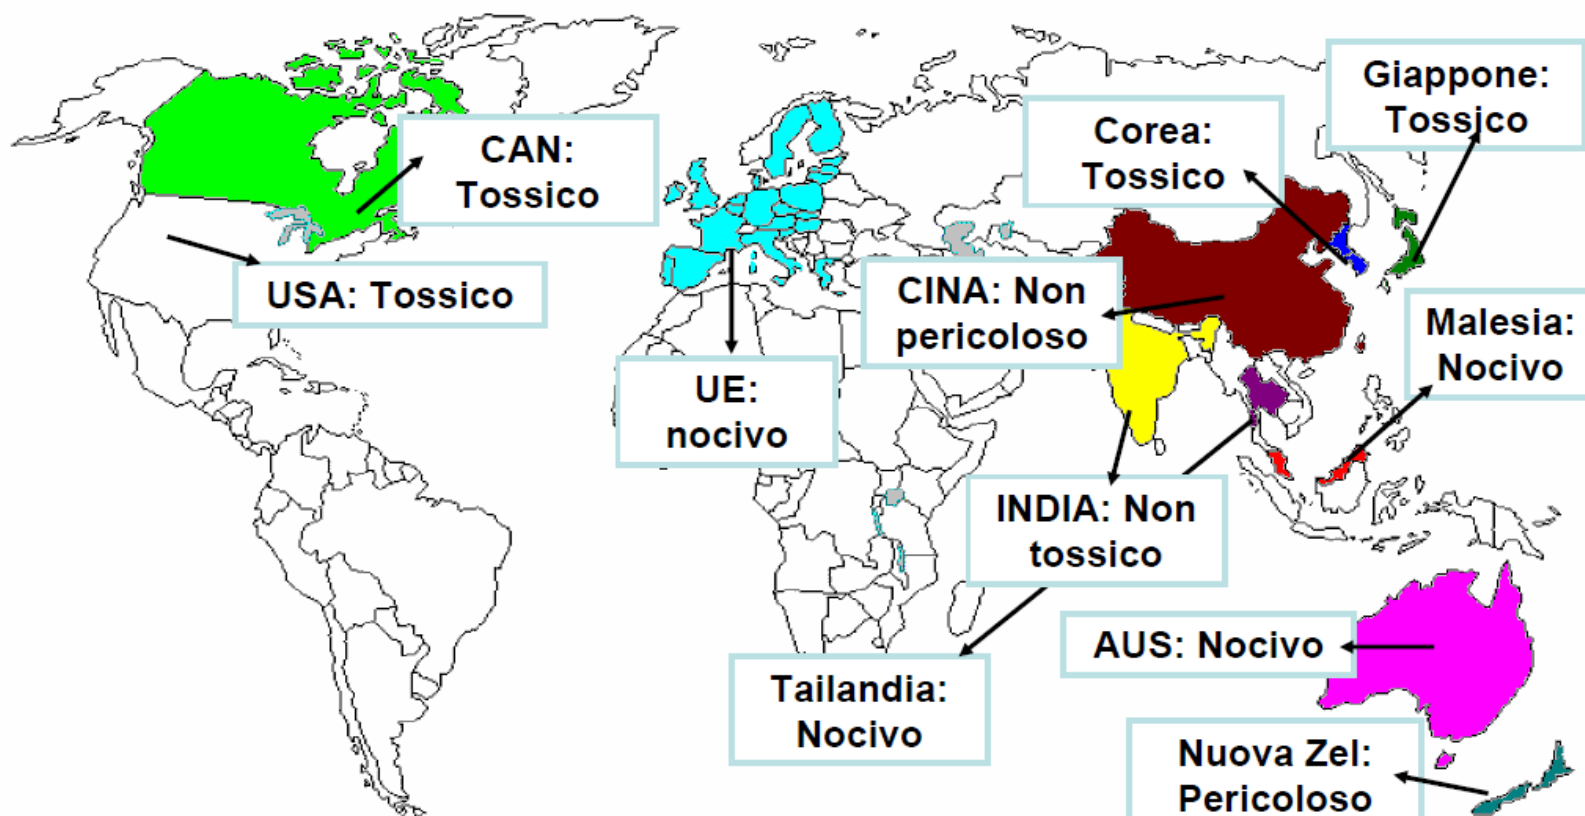 Giappone:
Tossico
CAN:
Tossico
Corea:
Tossico
USA: Tossico
CINA: Non
pericoloso
Malesia:
Nocivo
UE:
nocivo
INDIA: Non
tossico
AUS: Nocivo
Tailandia:
Nocivo
Nuova Zel:
Pericoloso